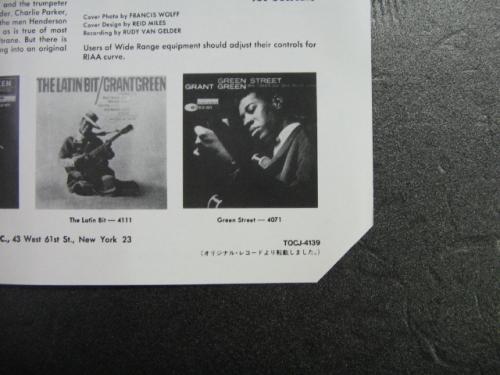 and the trumpeter
der. Charlie Parker,
the men Henderson
as is true of most
trane. But there is
ing into an original
Cover Photo by FRANCIS WOLFF
Cover Design by REID MILES
Recording by RUDY VAN GELDER
Users of Wide Range equipment should adjust their controls for
RIAA curve.
THE LATIN BIT/GRANT GREEN
GREEN STREET
GRANT GREEN
The Latin Bit — 4111
Green Street — 4071
C., 43 West 61st St., New York 23
TOCJ-4139
(オリジナル・レコードより転載しました。)